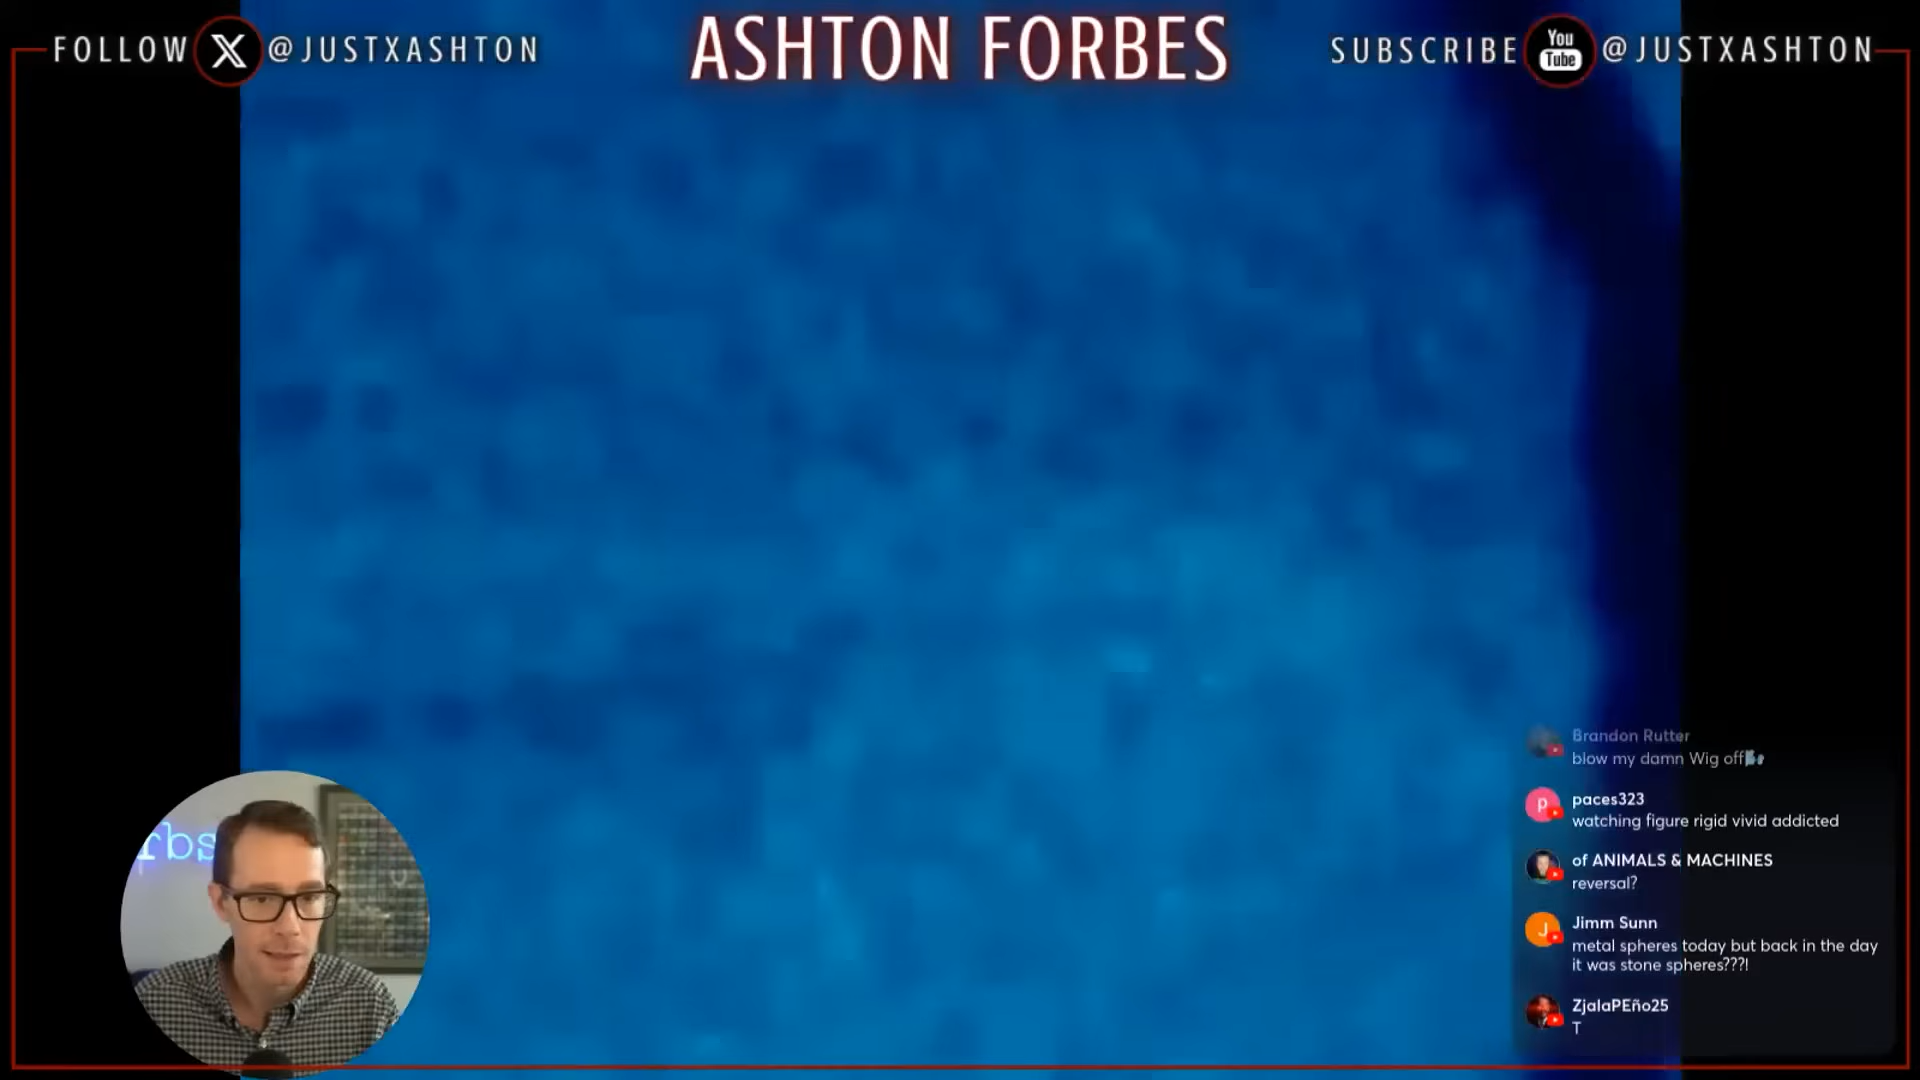 FOLLOW X @JUSTXASHTON
ASHTON FORBES
SUBSCRIBE You Tube @JUSTXASHTON
rbs
Brandon Rutter
blow my damn Wig off
P
paces323
watching figure rigid vivid addicted
of ANIMALS & MACHINES
reversal?
J
Jimm Sunn
metal spheres today but back in the day
it was stone spheres???!
ZjalaPEño25
T